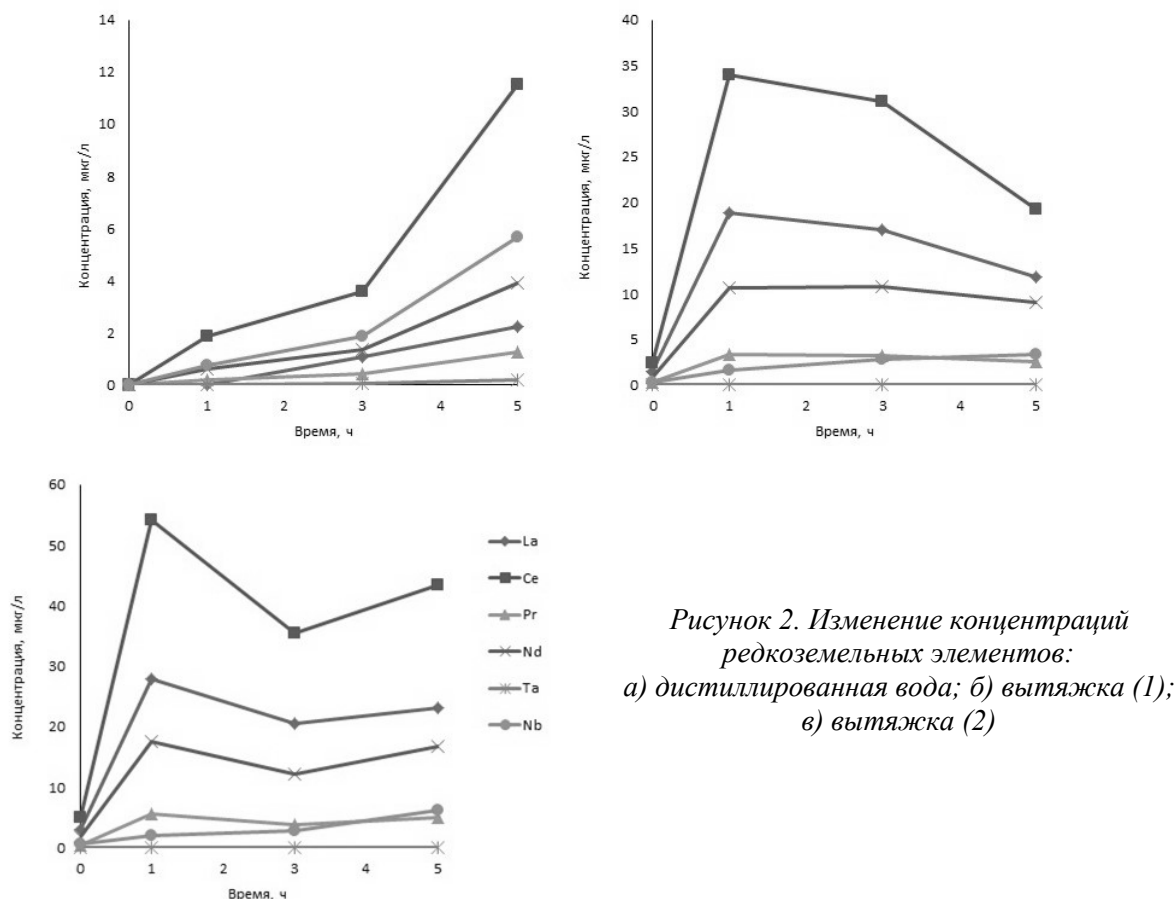 14
12
10
8
6
4
2
0
Концентрация, мкг/л
0 1 2 3 4 5
Время, ч
40
35
30
25
20
15
10
5
0
Концентрация, мкг/л
0 1 2 3 4 5
Время, ч
60
50
40
30
20
10
0
Концентрация, мкг/л
0 1 2 3 4 5
Время, ч
La
Ce
Pr
Nd
Ta
Nb
Рисунок 2. Изменение концентраций
редкоземельных элементов:
а) дистиллированная вода; б) вытяжка (1);
в) вытяжка (2)